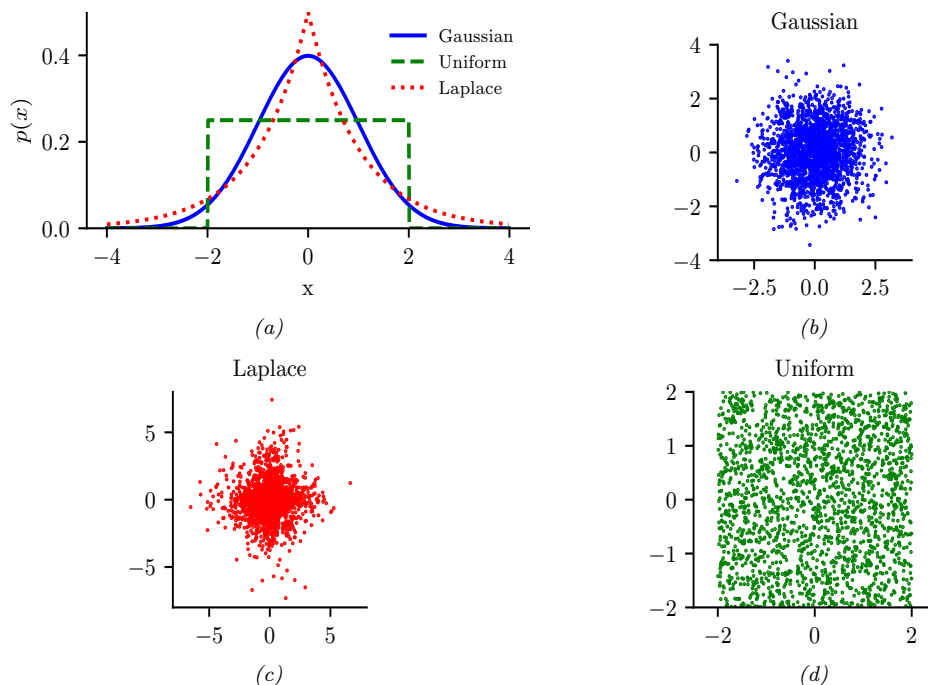 Gaussian
Uniform
Laplace
p(x)
0.4
0.2
0.0
−4 −2 0 2 4
x
(a)
Gaussian
4
2
0
−2
−4
−2.5 0.0 2.5
(b)
Laplace
5
0
−5
−5 0 5
(c)
Uniform
2
1
0
−1
−2
−2 0 2
(d)